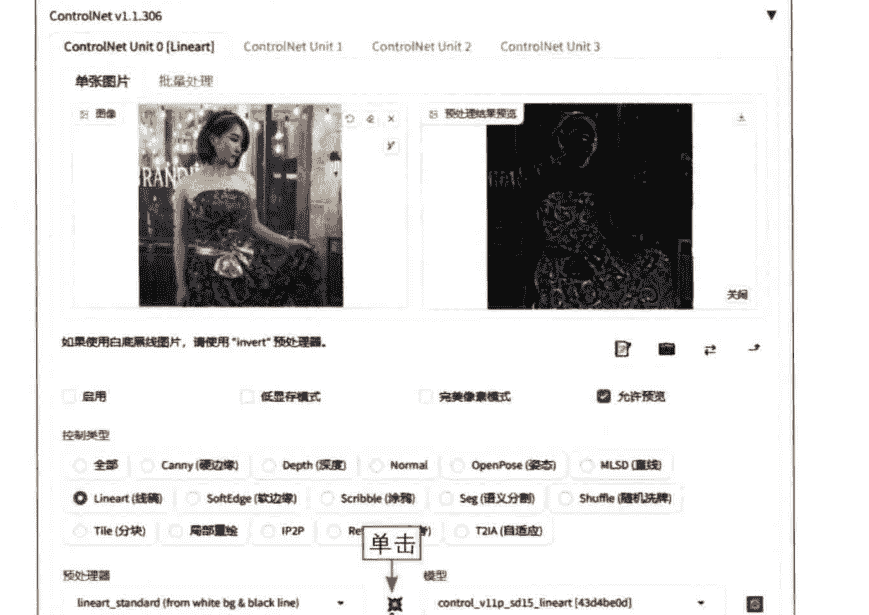 ControlNet v1.1.306
ControlNet Unit 0 [Lineart] ControlNet Unit 1 ControlNet Unit 2 ControlNet Unit 3
单张图片 批量处理
图像 预处理结果预览
RAND
关闭
如果使用白底黑线图片，请使用 "invert" 预处理器。
启用 低显存模式 完美像素模式 允许预览
控制类型
全部 Canny (硬边缘) Depth (深度) Normal OpenPose (姿态) MLSD (直线)
Lineart (线稿) SoftEdge (软边缘) Scribble (涂鸦) Seg (语义分割) Shuffle (随机洗牌)
Tile (分块) 局部重绘 IP2P Re T2IA (自适应)
单击
预处理器 模型
lineart_standard (from white bg & black line) control_v11p_sd15_lineart [43d4be0d]